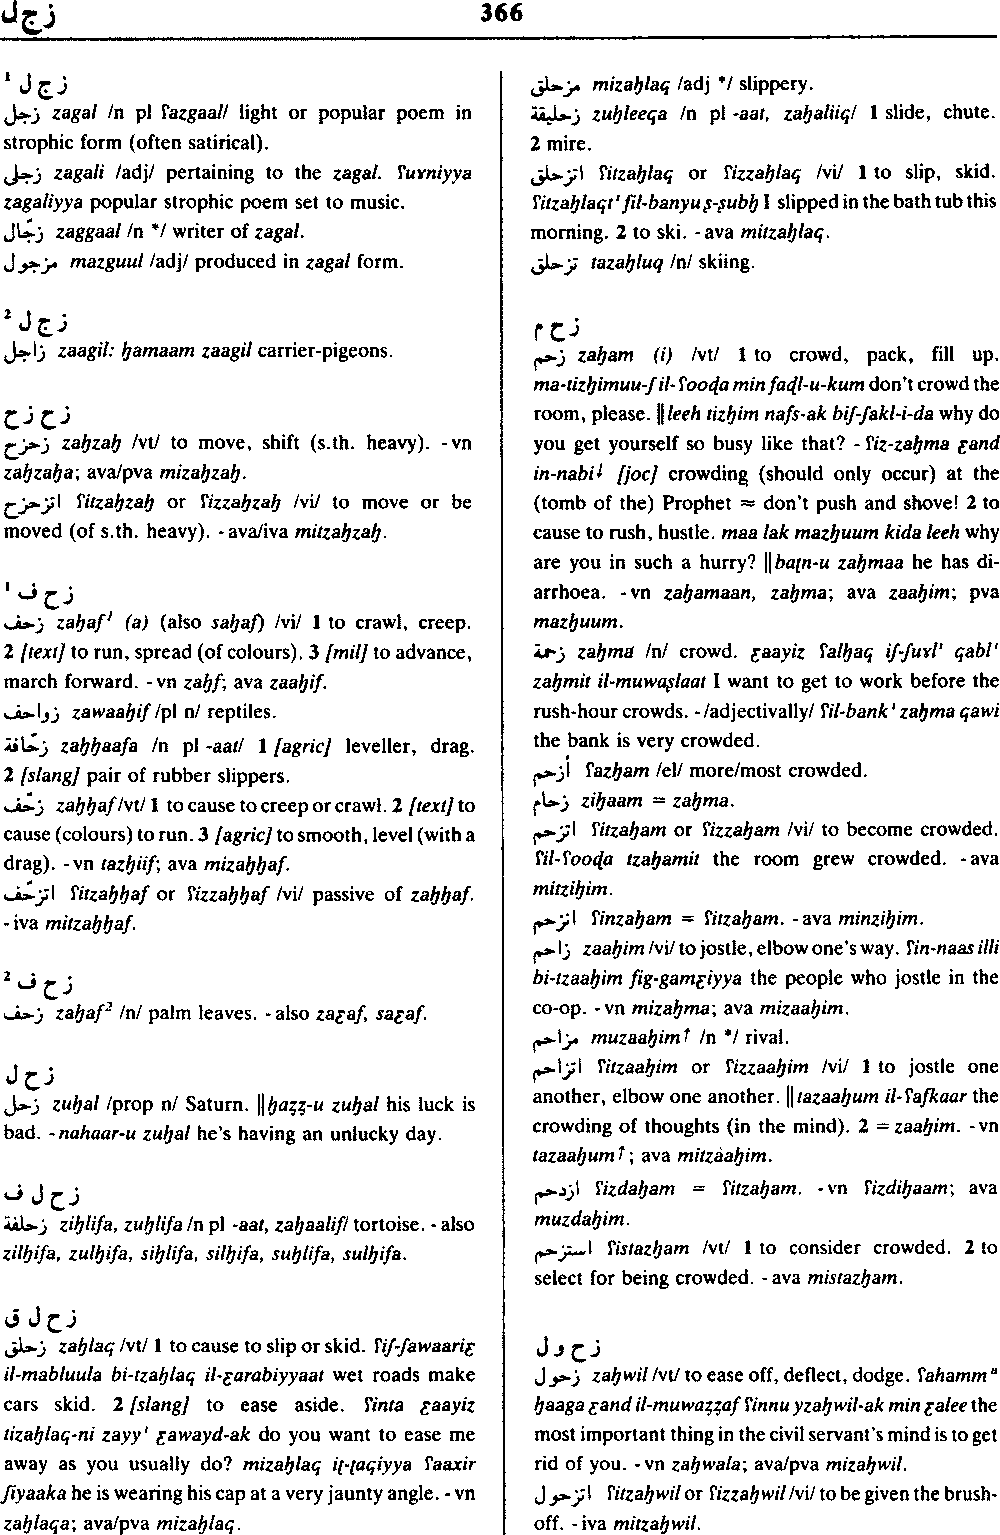 زجل
366
زجل ¹
زجل zagal /n pl ʕazgaal/ light or popular poem in
strophic form (often satirical).
زجلي zagali /adj/ pertaining to the zagal. ʕuɣniyya
zagaliyya popular strophic poem set to music.
زجّال zaggaal /n */ writer of zagal.
مزجول mazguul /adj/ produced in zagal form.
زجل ²
زاجل zaagil: ḥamaam zaagil carrier-pigeons.
زح زح
زحزح zaḥzaḥ /vt/ to move, shift (s.th. heavy). -vn
zaḥzaḥa; ava/pva mizaḥzaḥ.
اتزحزح ʕitzaḥzaḥ or ʕizzaḥzaḥ /vi/ to move or be
moved (of s.th. heavy). -ava/iva mitzaḥzaḥ.
زحف ¹
زحف zaḥaf¹ (a) (also saḥaf) /vi/ 1 to crawl, creep.
2 [text] to run, spread (of colours). 3 [mil] to advance,
march forward. -vn zaḥf; ava zaaḥif.
زواحف zawaaḥif /pl n/ reptiles.
زحّافة zaḥḥaafa /n pl -aat/ 1 [agric] leveller, drag.
2 [slang] pair of rubber slippers.
زحّف zaḥḥaf /vt/ 1 to cause to creep or crawl. 2 [text] to
cause (colours) to run. 3 [agric] to smooth, level (with a
drag). -vn tazḥiif; ava mizaḥḥaf.
اتزحّف ʕitzaḥḥaf or ʕizzaḥḥaf /vi/ passive of zaḥḥaf.
-iva mitzaḥḥaf.
زحف ²
زحف zaḥaf² /n/ palm leaves. -also zaƹaf, saƹaf.
زحل
زحل zuḥal /prop n/ Saturn. ‖ḥaẓẓ-u zuḥal his luck is
bad. -nahaar-u zuḥal he's having an unlucky day.
زحلف
زحلفة ziḥlifa, zuḥlifa /n pl -aat, zaḥaalif/ tortoise. -also
zilḥifa, zulḥifa, siḥlifa, silḥifa, suḥlifa, sulḥifa.
زحلق
زحلق zaḥlaq /vt/ 1 to cause to slip or skid. ʕiʃ-ʃawaariƹ
il-mabluula bi-tzaḥlaq il-ƹarabiyyaat wet roads make
cars skid. 2 [slang] to ease aside. ʕinta ƹaayiz
tizaḥlaq-ni zayy' ƹawayd-ak do you want to ease me
away as you usually do? mizaḥlaq iṭ-ṭaqiyya ʕaaxir
ʃiyaaka he is wearing his cap at a very jaunty angle. -vn
zaḥlaqa; ava/pva mizaḥlaq.
مزحلق mizaḥlaq /adj */ slippery.
زحليقة zuḥleeqa /n pl -aat, zaḥaliiq/ 1 slide, chute.
2 mire.
اتزحلق ʕitzaḥlaq or ʕizzaḥlaq /vi/ 1 to slip, skid.
ʕitzaḥlaqt' fil-banyu ṣ-ṣubḥ I slipped in the bath tub this
morning. 2 to ski. -ava mitzaḥlaq.
تزحلق tazaḥluq /n/ skiing.
زحم
زحم zaḥam (i) /vt/ 1 to crowd, pack, fill up.
ma-tizḥimuu-ʃ il-ʕooḍa min faḍl-u-kum don't crowd the
room, please. ‖leeh tizḥim nafs-ak biʃ-ʃakl-i-da why do
you get yourself so busy like that? -ʕiz-zaḥma ƹand
in-nabi↓ [joc] crowding (should only occur) at the
(tomb of the) Prophet ≈ don't push and shove! 2 to
cause to rush, hustle. maa lak mazḥuum kida leeh why
are you in such a hurry? ‖baṭn-u zaḥmaa he has di-
arrhoea. -vn zaḥamaan, zaḥma; ava zaaḥim; pva
mazḥuum.
زحمة zaḥma /n/ crowd. ƹaayiz ʕalḥaq iʃ-ʃuɣl' qabl'
zaḥmit il-muwaṣlaat I want to get to work before the
rush-hour crowds. -/adjectivally/ ʕil-bank' zaḥma qawi
the bank is very crowded.
أزحم ʕazḥam /el/ more/most crowded.
زحام ziḥaam = zaḥma.
اتزحم ʕitzaḥam or ʕizzaḥam /vi/ to become crowded.
ʕil-ʕooḍa tzaḥamit the room grew crowded. -ava
mitziḥim.
انزحم ʕinzaḥam = ʕitzaḥam. -ava minziḥim.
زاحم zaaḥim /vi/ to jostle, elbow one's way. ʕin-naas illi
bi-tzaaḥim fig-gamƹiyya the people who jostle in the
co-op. -vn mizaḥma; ava mizaaḥim.
مزاحم muzaaḥim↑ /n */ rival.
اتزاحم ʕitzaaḥim or ʕizzaaḥim /vi/ 1 to jostle one
another, elbow one another. ‖tazaaḥum il-ʕafkaar the
crowding of thoughts (in the mind). 2 = zaaḥim. -vn
tazaaḥum↑; ava mitzaaḥim.
ازدحم ʕizdaḥam = ʕitzaḥam. -vn ʕizdiḥaam; ava
muzdaḥim.
استزحم ʕistazḥam /vt/ 1 to consider crowded. 2 to
select for being crowded. -ava mistazḥam.
زحول
زحول zaḥwil /vt/ to ease off, deflect, dodge. ʕahammᵃ
ḥaaga ƹand il-muwaẓẓaf ʕinnu yzaḥwil-ak min ƹalee the
most important thing in the civil servant's mind is to get
rid of you. -vn zaḥwala; ava/pva mizaḥwil.
اتزحول ʕitzaḥwil or ʕizzaḥwil /vi/ to be given the brush-
off. -iva mitzaḥwil.